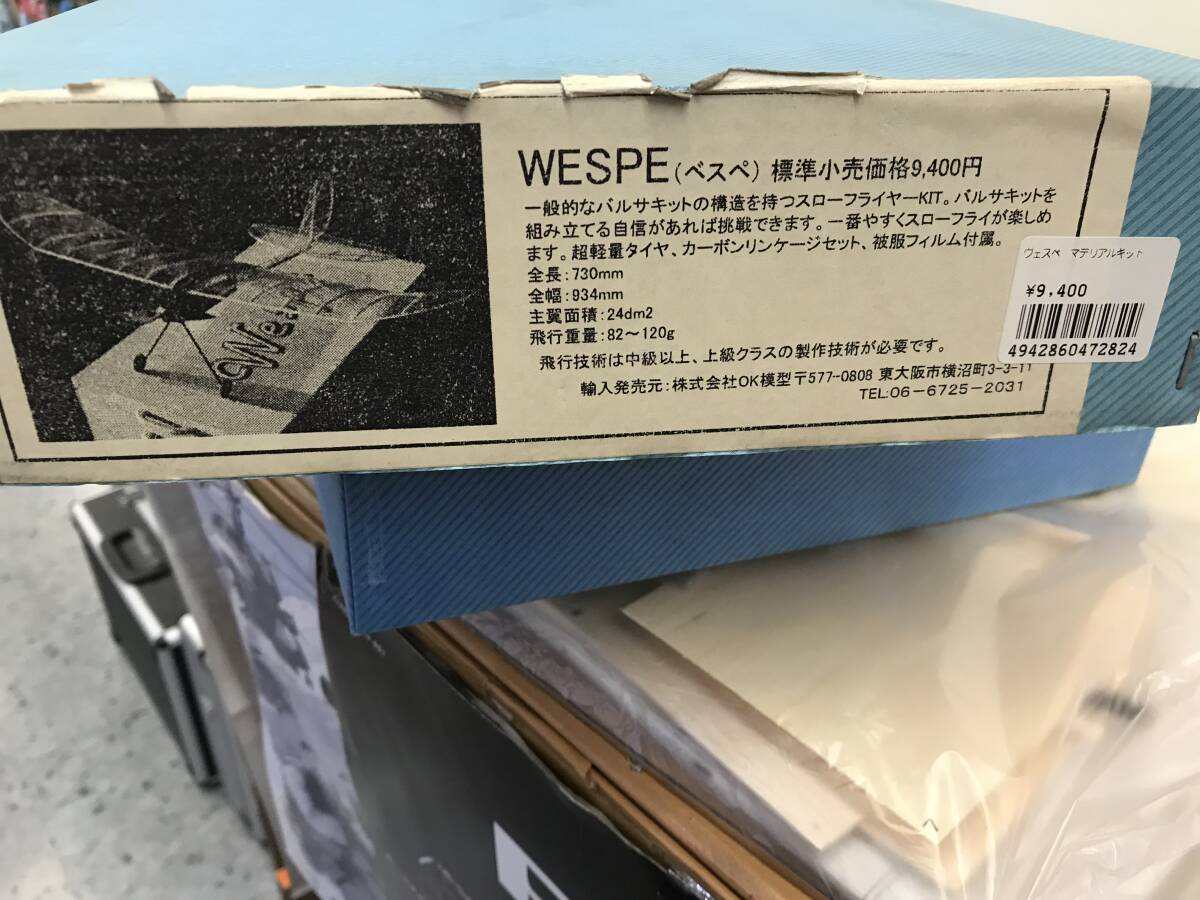 WESPE(ベスペ) 標準小売価格9,400円
一般的なバルサキットの構造を持つスローフライヤーKIT。バルサキットを
組み立てる自信があれば挑戦できます。一番やすくスローフライが楽しめ
ます。超軽量タイヤ、カーボンリンケージセット、被服フィルム付属。
全長:730mm
全幅:934mm
主翼面積:24dm2
飛行重量:82〜120g
飛行技術は中級以上、上級クラスの製作技術が必要です。
輸入発売元:株式会社OK模型〒577-0808 東大阪市横沼町3-3-11
TEL:06-6725-2031
ヴェスペ マテリアルキット
¥9,400
4942860472824